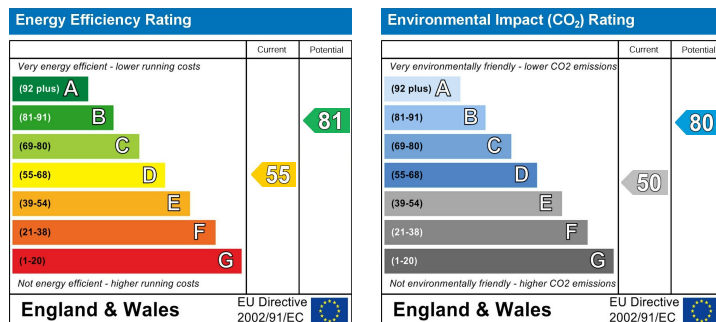 Energy Efficiency Rating
Current Potential
Very energy efficient - lower running costs
(92 plus) A
(81-91) B
81
(69-80) C
(55-68) D
55
(39-54) E
(21-38) F
(1-20) G
Not energy efficient - higher running costs
England & Wales
EU Directive
2002/91/EC
Environmental Impact (CO₂) Rating
Current Potential
Very environmentally friendly - lower CO2 emissions
(92 plus) A
(81-91) B
80
(69-80) C
(55-68) D
50
(39-54) E
(21-38) F
(1-20) G
Not environmentally friendly - higher CO2 emissions
England & Wales
EU Directive
2002/91/EC